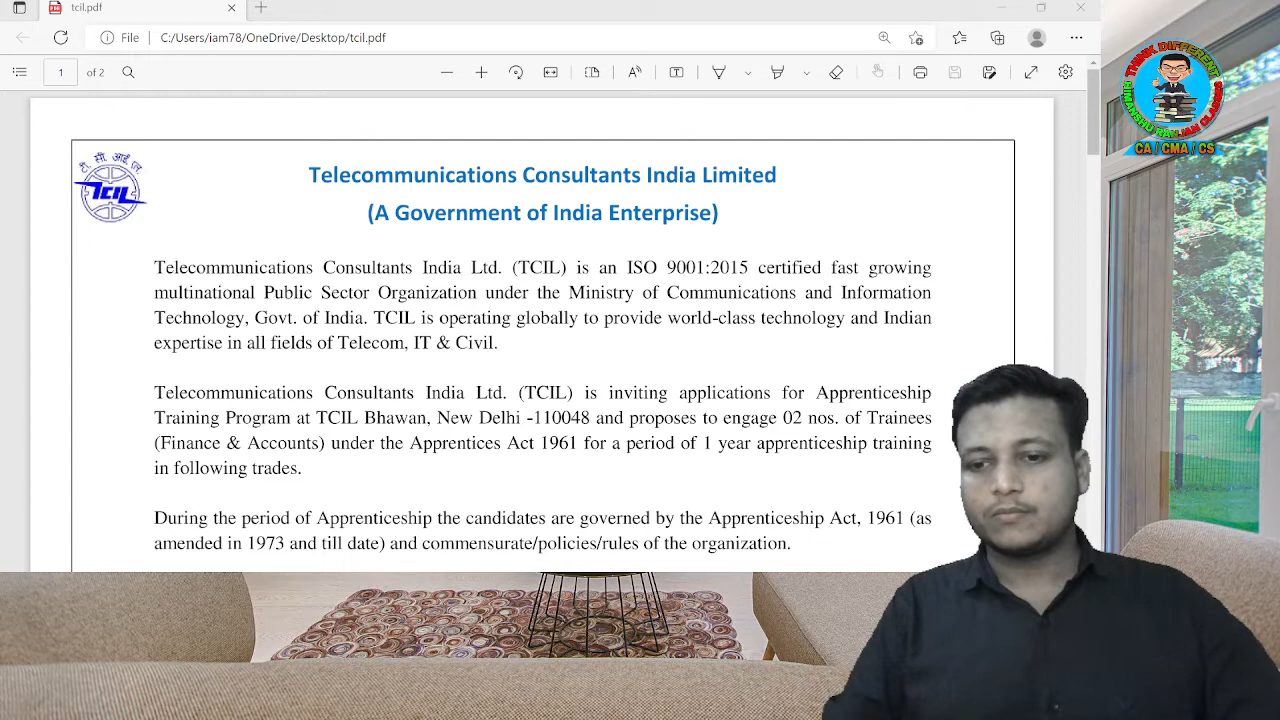 tcil.pdf
File
C:/Users/iam78/OneDrive/Desktop/tcil.pdf
1 of 2
THINK DIFFERENT
HIMANSHU RANJAN CLASSES
CA / CMA / CS
टी. सी. आई. एल.
TCIL
Telecommunications Consultants India Limited
(A Government of India Enterprise)
Telecommunications Consultants India Ltd. (TCIL) is an ISO 9001:2015 certified fast growing
multinational Public Sector Organization under the Ministry of Communications and Information
Technology, Govt. of India. TCIL is operating globally to provide world-class technology and Indian
expertise in all fields of Telecom, IT & Civil.
Telecommunications Consultants India Ltd. (TCIL) is inviting applications for Apprenticeship
Training Program at TCIL Bhawan, New Delhi -110048 and proposes to engage 02 nos. of Trainees
(Finance & Accounts) under the Apprentices Act 1961 for a period of 1 year apprenticeship training
in following trades.
During the period of Apprenticeship the candidates are governed by the Apprenticeship Act, 1961 (as
amended in 1973 and till date) and commensurate/policies/rules of the organization.